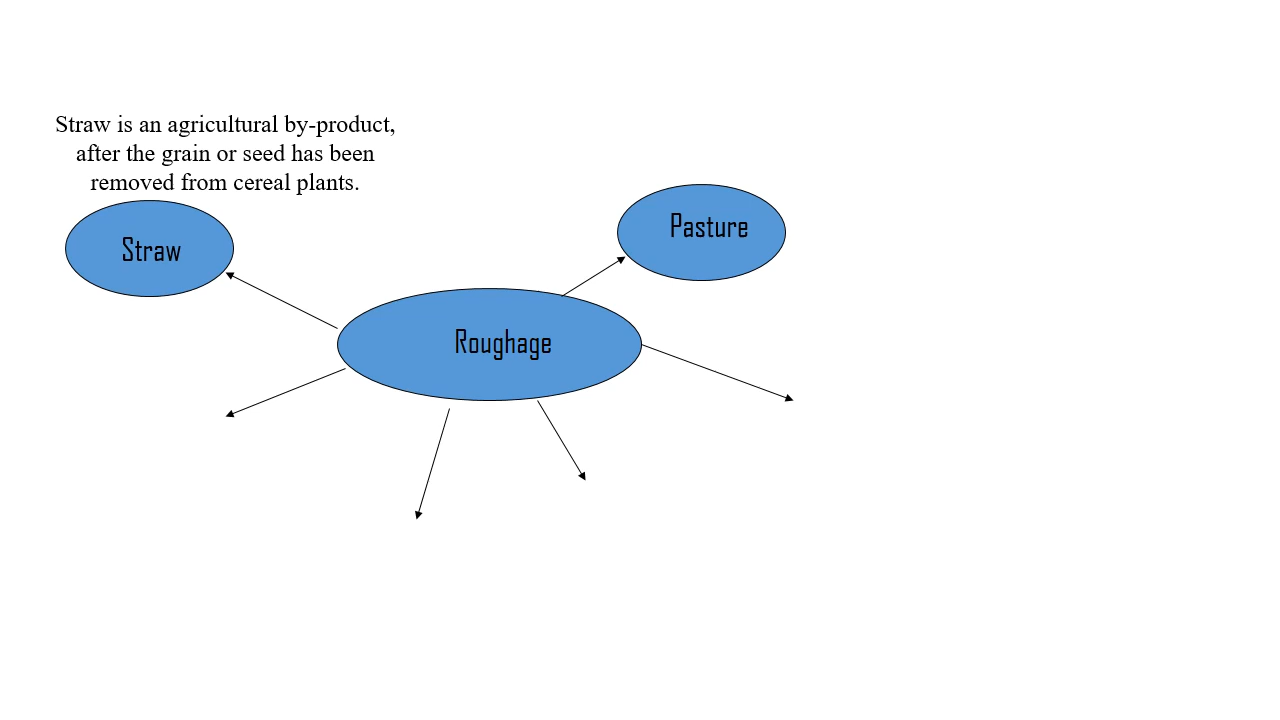 Straw is an agricultural by-product,
after the grain or seed has been
removed from cereal plants.
Straw
Pasture
Roughage